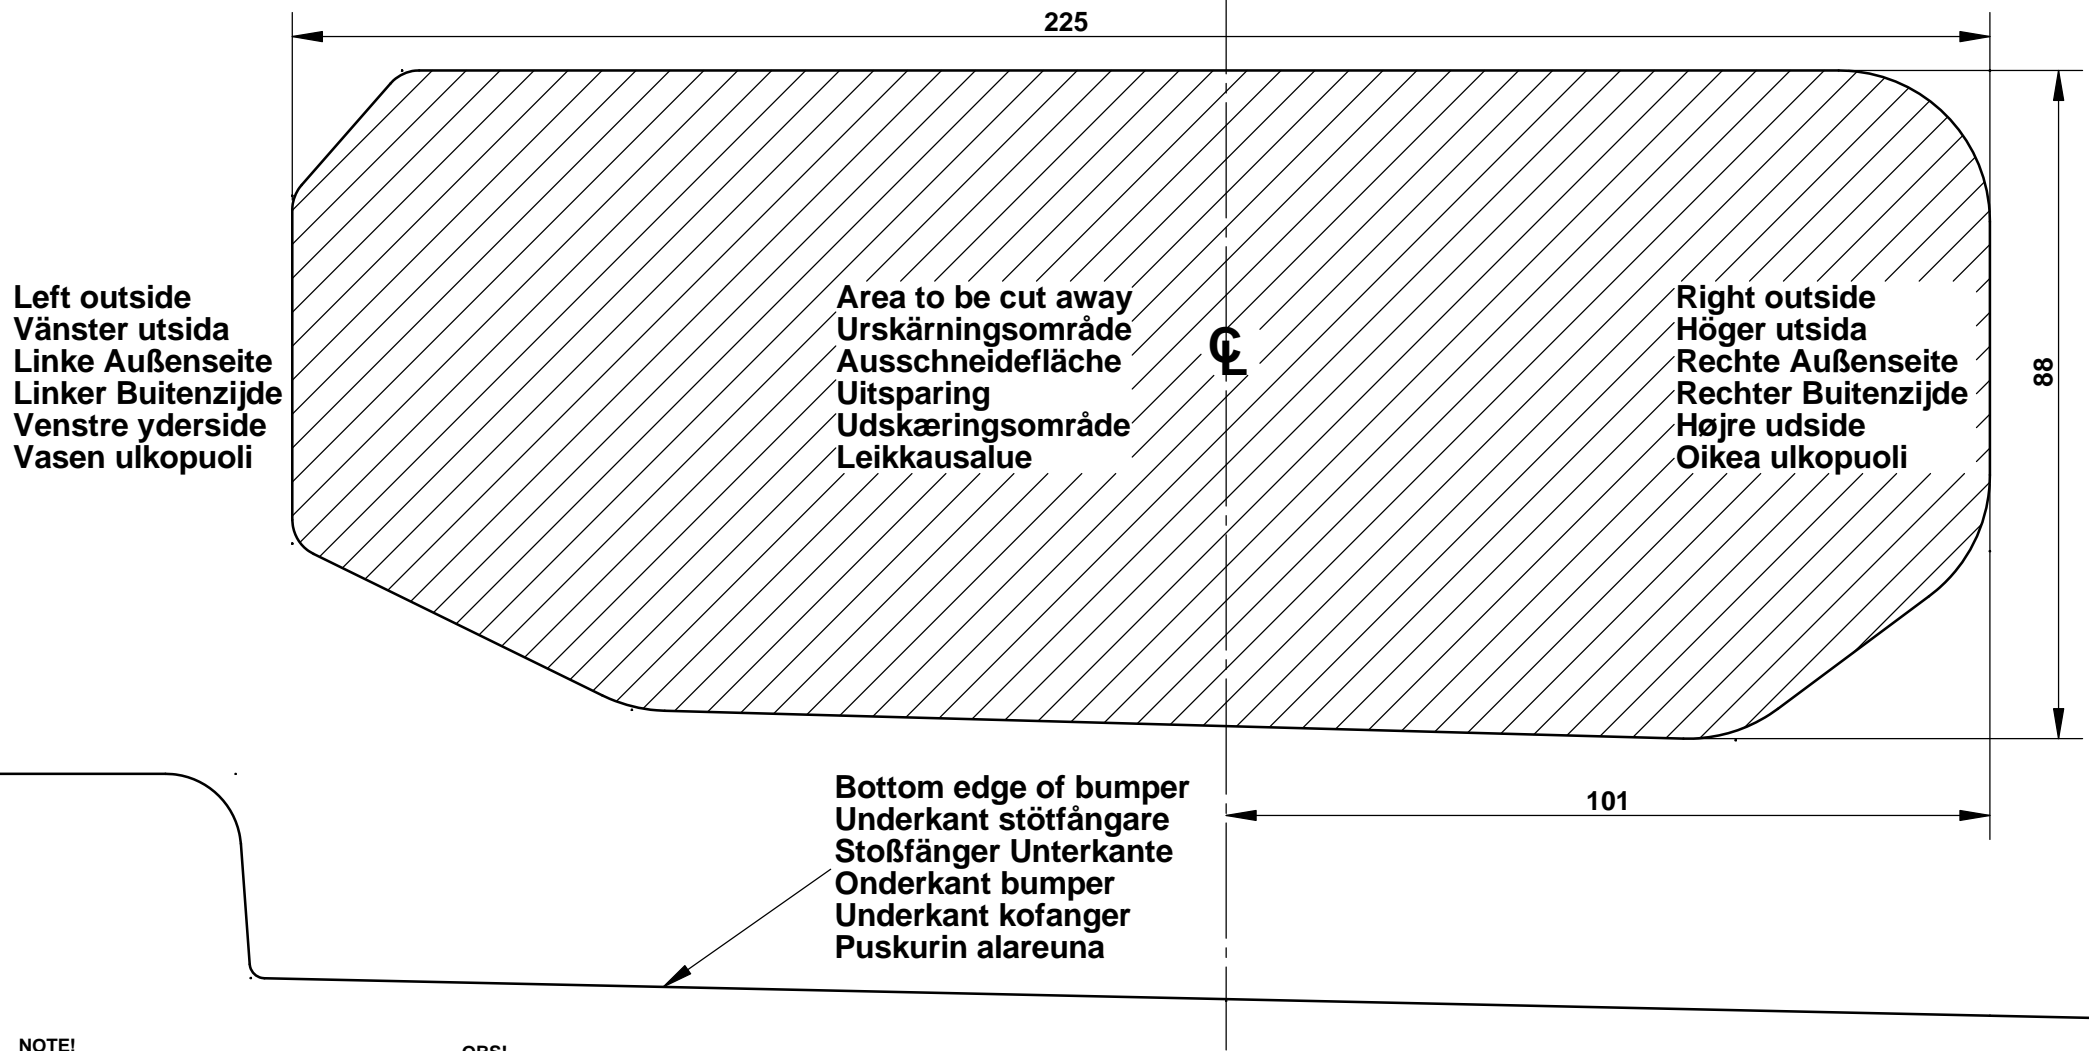 225
Left outside
Vänster utsida
Linke Außenseite
Linker Buitenzijde
Venstre yderside
Vasen ulkopuoli
Area to be cut away
Urskärningsområde
Ausschneidefläche
Uitsparing
Udskæringsområde
Leikkausalue
℄
Right outside
Höger utsida
Rechte Außenseite
Rechter Buitenzijde
Højre udside
Oikea ulkopuoli
88
Bottom edge of bumper
Underkant stötfångare
Stoßfänger Unterkante
Onderkant bumper
Underkant kofanger
Puskurin alareuna
101
NOTE!
OBS!